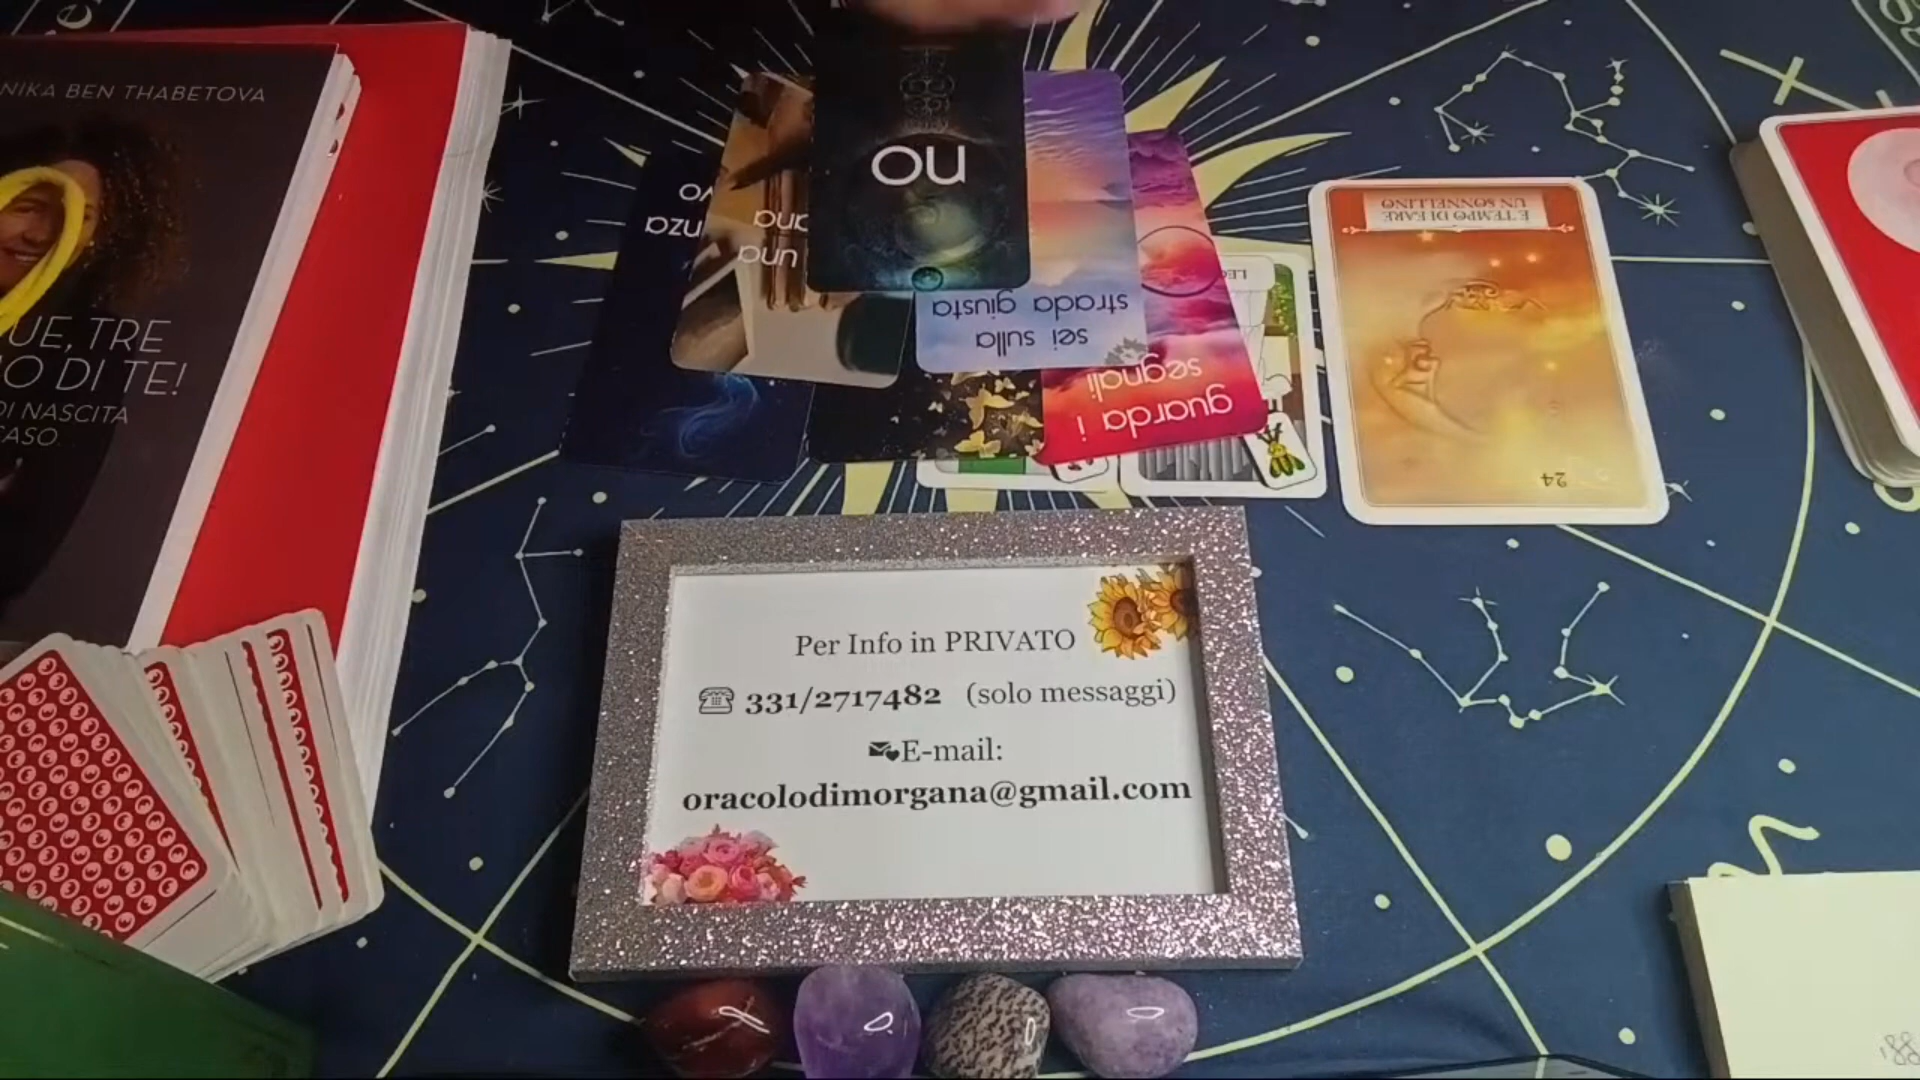 NIKA BEN THABETOVA
UE, TRE
O DI TE!
DI NASCITA
CASO.
no
una
sei sulla
strada giusta
guarda i
segnali
È TEMPO DI FARE
UN SONNELLINO
24
Per Info in PRIVATO
331/2717482 (solo messaggi)
E-mail:
oracolodimorgana@gmail.com